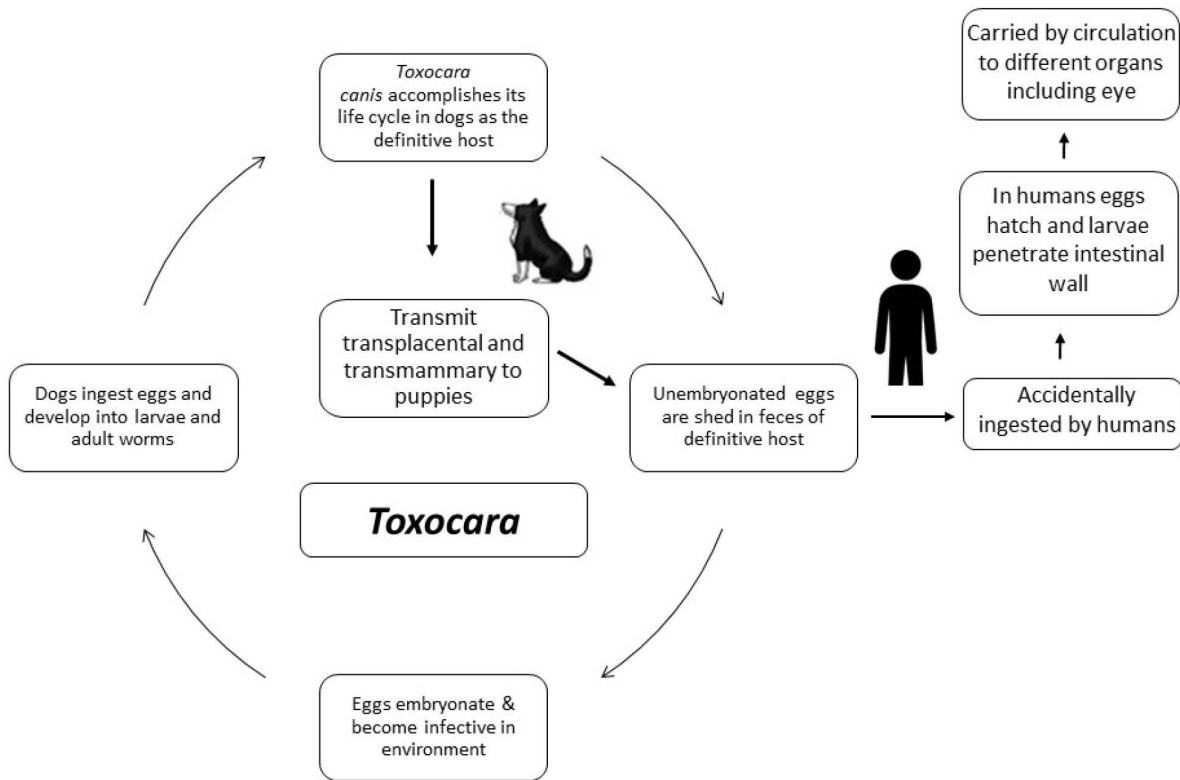 Toxocara
canis accomplishes its
life cycle in dogs as the
definitive host
Transmit
transplacental and
transmammary to
puppies
Unembryonated eggs
are shed in feces of
definitive host
Accidentally
ingested by humans
In humans eggs
hatch and larvae
penetrate intestinal
wall
Carried by circulation
to different organs
including eye
Eggs embryonate &
become infective in
environment
Dogs ingest eggs and
develop into larvae and
adult worms
Toxocara